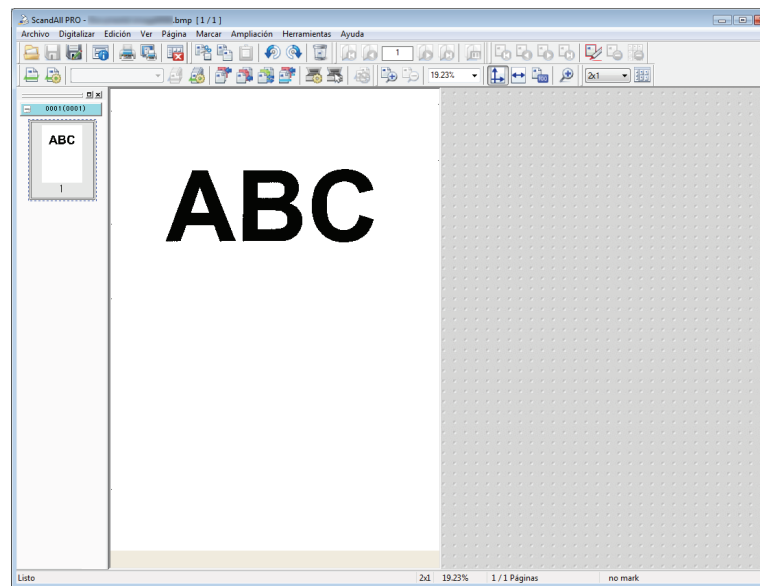 ScandAll PRO - .bmp [ 1 / 1 ]
Archivo Digitalizar Edición Ver Página Marcar Ampliación Herramientas Ayuda
1
19.23% 2x1
0001(0001)
ABC
1
ABC
Listo 2x1 19.23% 1 / 1 Páginas no mark